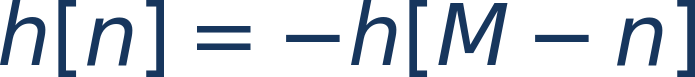 h[n] = −h[M − n]